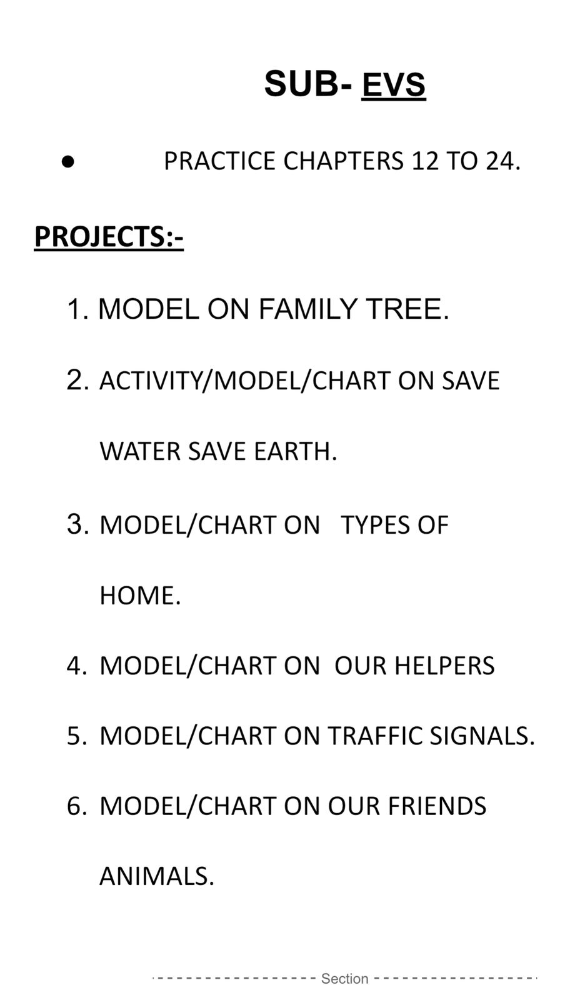 SUB- EVS
● PRACTICE CHAPTERS 12 TO 24.
PROJECTS:-
1. MODEL ON FAMILY TREE.
2. ACTIVITY/MODEL/CHART ON SAVE
WATER SAVE EARTH.
3. MODEL/CHART ON TYPES OF
HOME.
4. MODEL/CHART ON OUR HELPERS
5. MODEL/CHART ON TRAFFIC SIGNALS.
6. MODEL/CHART ON OUR FRIENDS
ANIMALS.
Section